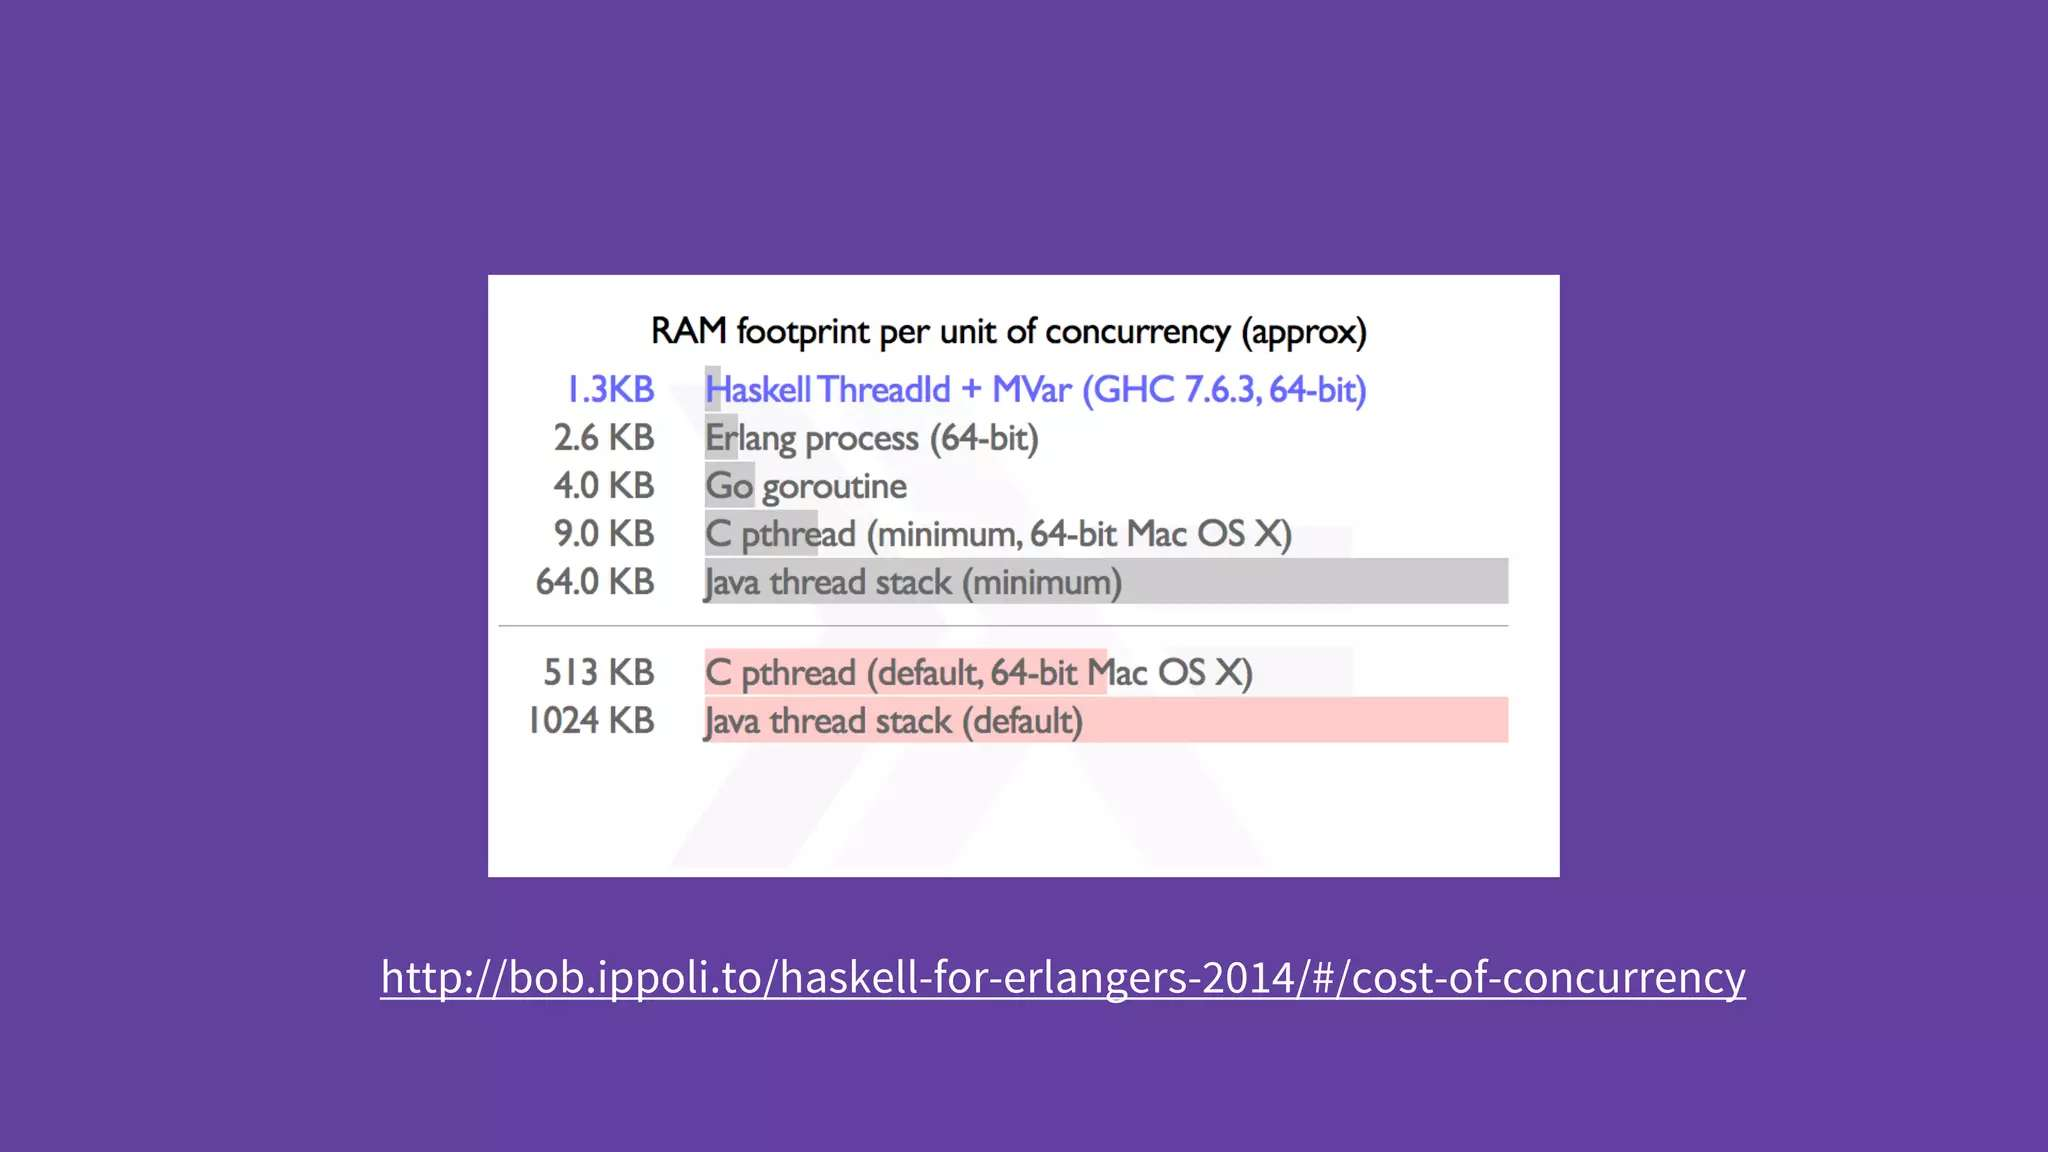 RAM footprint per unit of concurrency (approx)
1.3KB Haskell ThreadId + MVar (GHC 7.6.3, 64-bit)
2.6 KB Erlang process (64-bit)
4.0 KB Go goroutine
9.0 KB C pthread (minimum, 64-bit Mac OS X)
64.0 KB Java thread stack (minimum)
513 KB C pthread (default, 64-bit Mac OS X)
1024 KB Java thread stack (default)
http://bob.ippoli.to/haskell-for-erlangers-2014/#/cost-of-concurrency